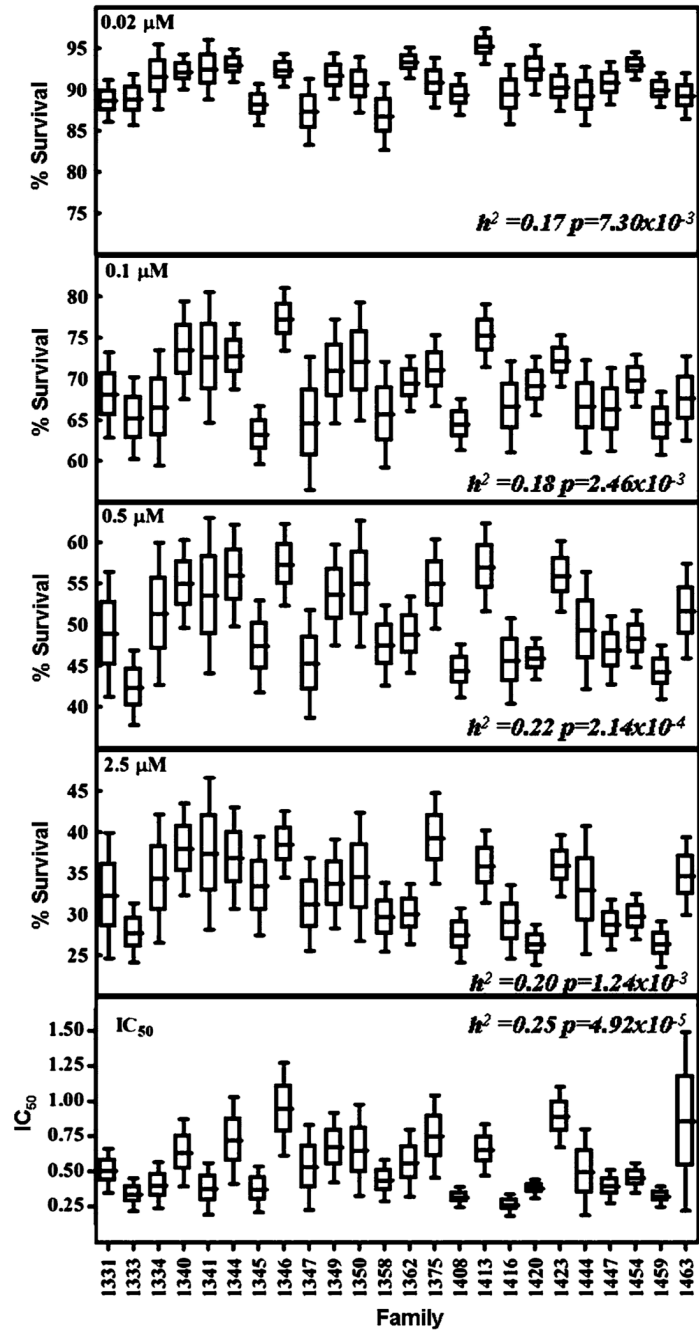 0.02 µM
% Survival
95
90
85
80
75
h² =0.17 p=7.30x10⁻³
0.1 µM
% Survival
80
75
70
65
60
55
h² =0.18 p=2.46x10⁻³
0.5 µM
% Survival
60
55
50
45
40
h² =0.22 p=2.14x10⁻⁴
2.5 µM
% Survival
45
40
35
30
25
h² =0.20 p=1.24x10⁻³
IC₅₀
h² =0.25 p=4.92x10⁻⁵
IC₅₀
1.50
1.25
1.00
0.75
0.50
0.25
1331 1333 1334 1340 1341 1344 1345 1346 1347 1349 1350 1358 1362 1375 1408 1413 1416 1420 1423 1444 1447 1454 1459 1463
Family